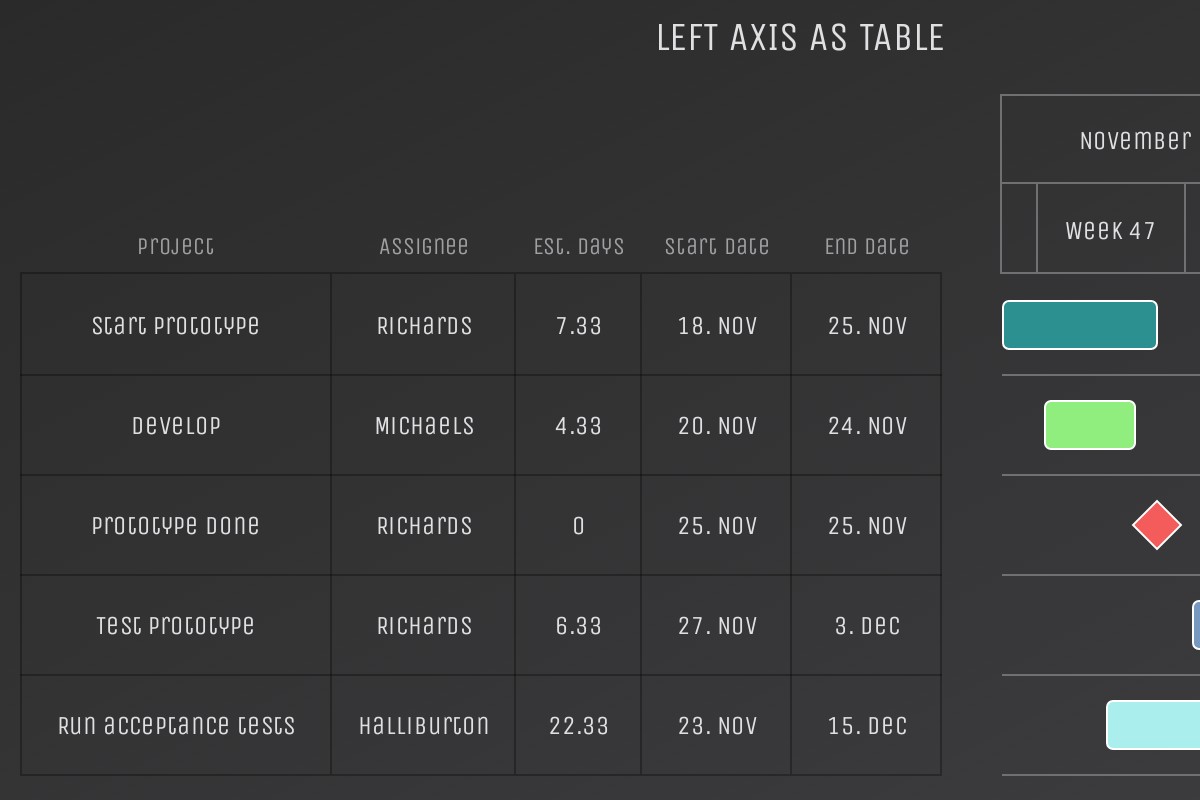 LEFT AXIS AS TABLE
November
Week 47
Project Assignee Est. days Start date End date
Start prototype Richards 7.33 18. Nov 25. Nov
Develop Michaels 4.33 20. Nov 24. Nov
Prototype done Richards 0 25. Nov 25. Nov
Test prototype Richards 6.33 27. Nov 3. Dec
Run acceptance tests Halliburton 22.33 23. Nov 15. Dec